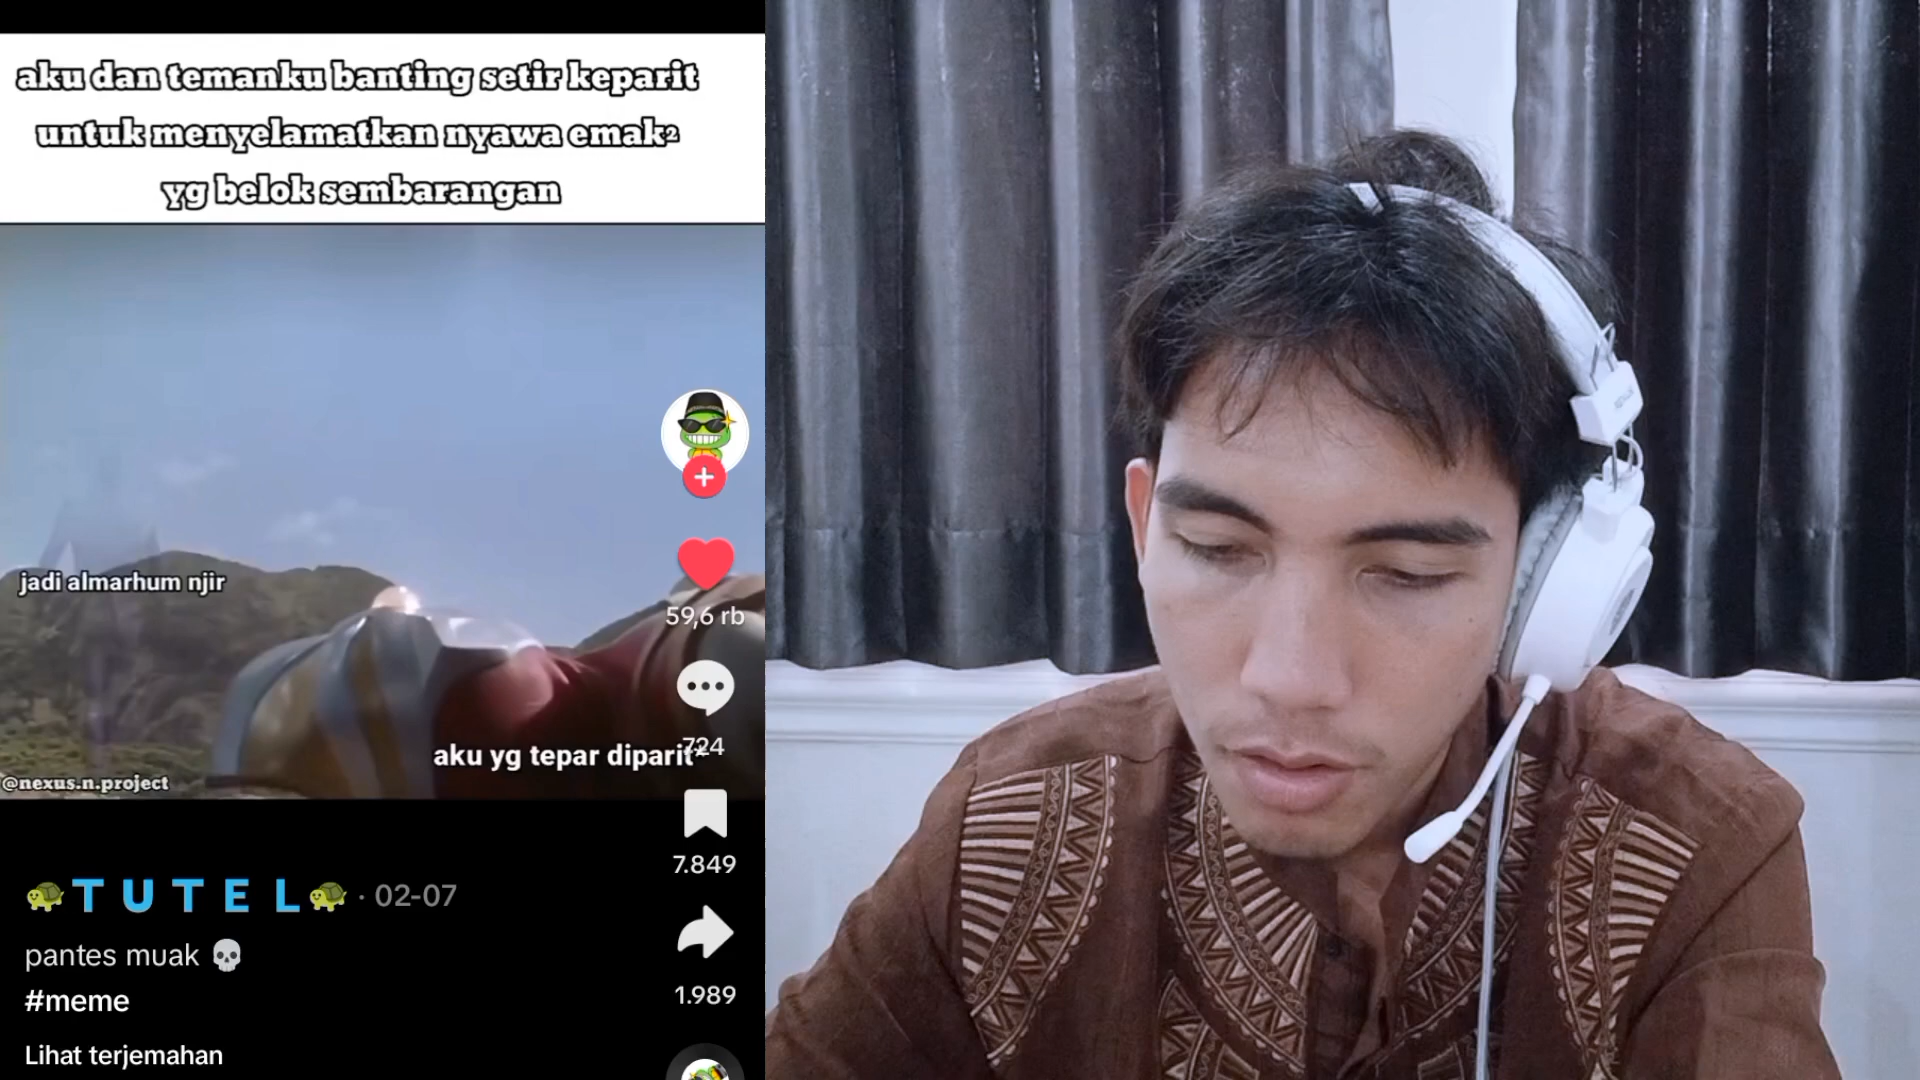 aku dan temanku banting setir keparit
untuk menyelamatkan nyawa emak²
yg belok sembarangan
jadi almarhum njir
59,6 rb
aku yg tepar diparit*
724
@nexus.n.project
7.849
TUTEL · 02-07
pantes muak
1.989
#meme
Lihat terjemahan